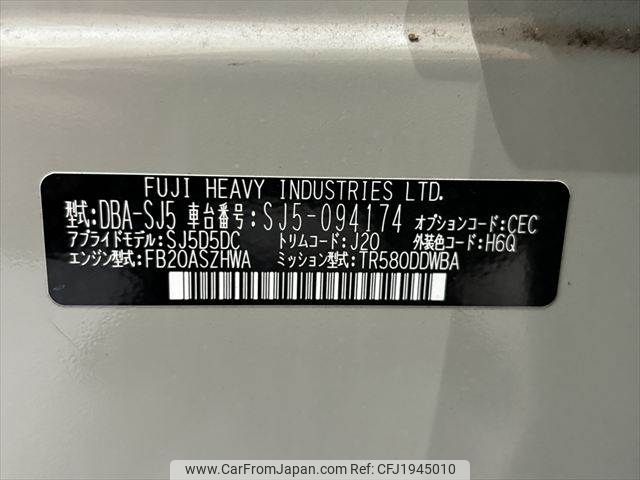 FUJI HEAVY INDUSTRIES LTD.
型式:DBA-SJ5 車台番号:SJ5-094174 オプションコード:CEC
アプライドモデル:SJ5D5DC トリムコード:J20 外装色コード:H6Q
エンジン型式:FB20ASZHWA ミッション型式:TR580DDWBA
CAR FROM JAPAN
www.carfromjapan.com - CFJ1945010